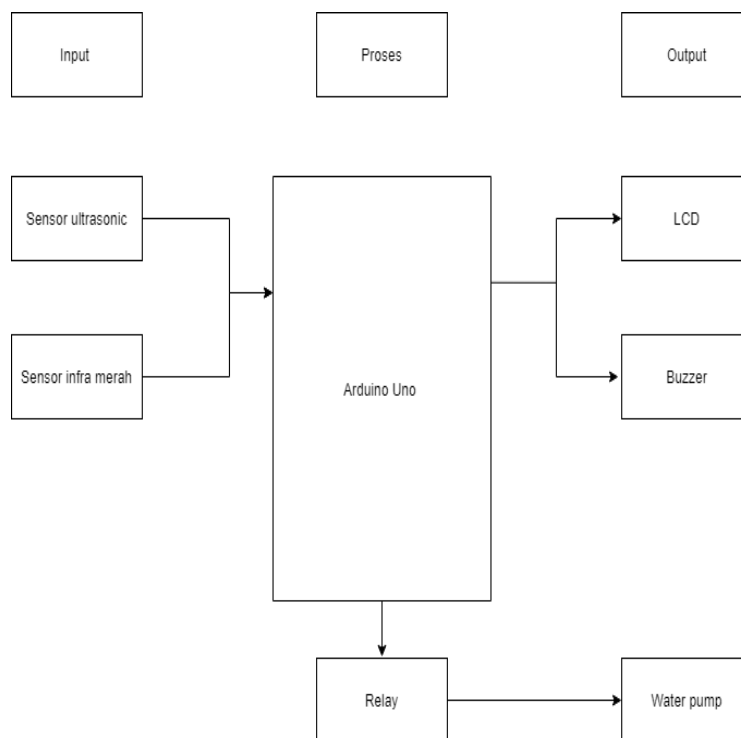 Input
Proses
Output
Sensor ultrasonic
LCD
Sensor infra merah
Arduino Uno
Buzzer
Relay
Water pump